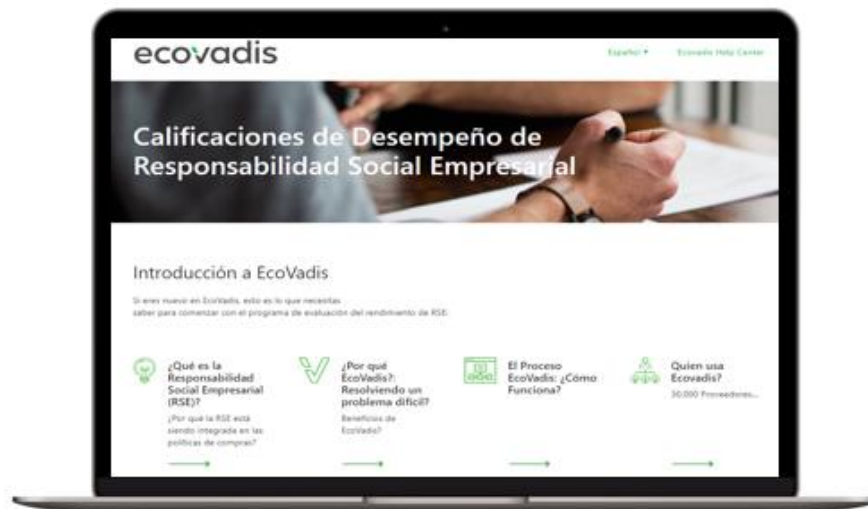 ecovadis
Español ▾ Ecovadis Help Center
Calificaciones de Desempeño de
Responsabilidad Social Empresarial
Introducción a EcoVadis
Si eres nuevo en EcoVadis, esto es lo que necesitas
saber para comenzar con el programa de evaluación del rendimiento de RSE:
¿Qué es la
Responsabilidad
Social Empresarial
(RSE)?
¿Por qué la RSE está
siendo integrada en las
políticas de compras?
¿Por qué
EcoVadis?:
Resolviendo un
problema difícil?
Beneficios de
EcoVadis?
El Proceso
EcoVadis: ¿Cómo
Funciona?
Quien usa
Ecovadis?
30,000 Proveedores...